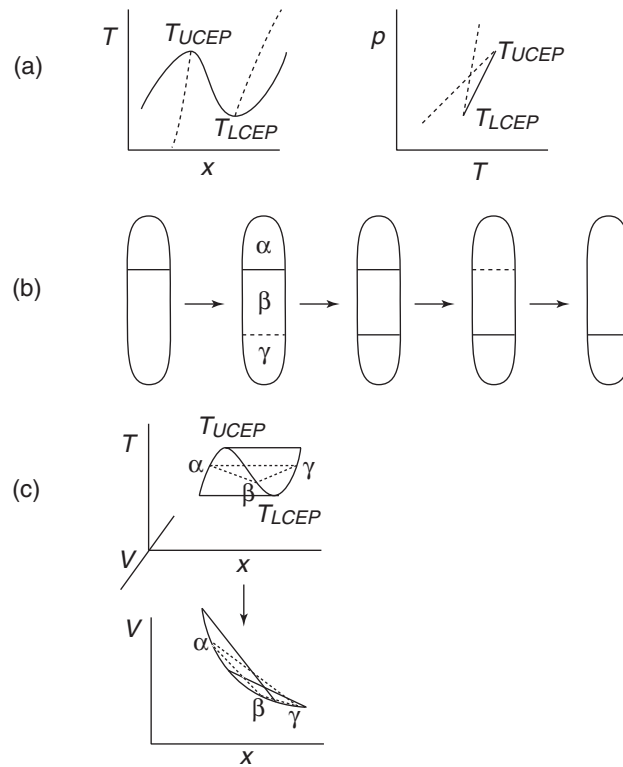 (a)
T
T_UCEP
T_LCEP
x
p
T_UCEP
T_LCEP
T
(b)
α
β
γ
(c)
T
T_UCEP
α
γ
β
T_LCEP
V
x
V
α
β
γ
x